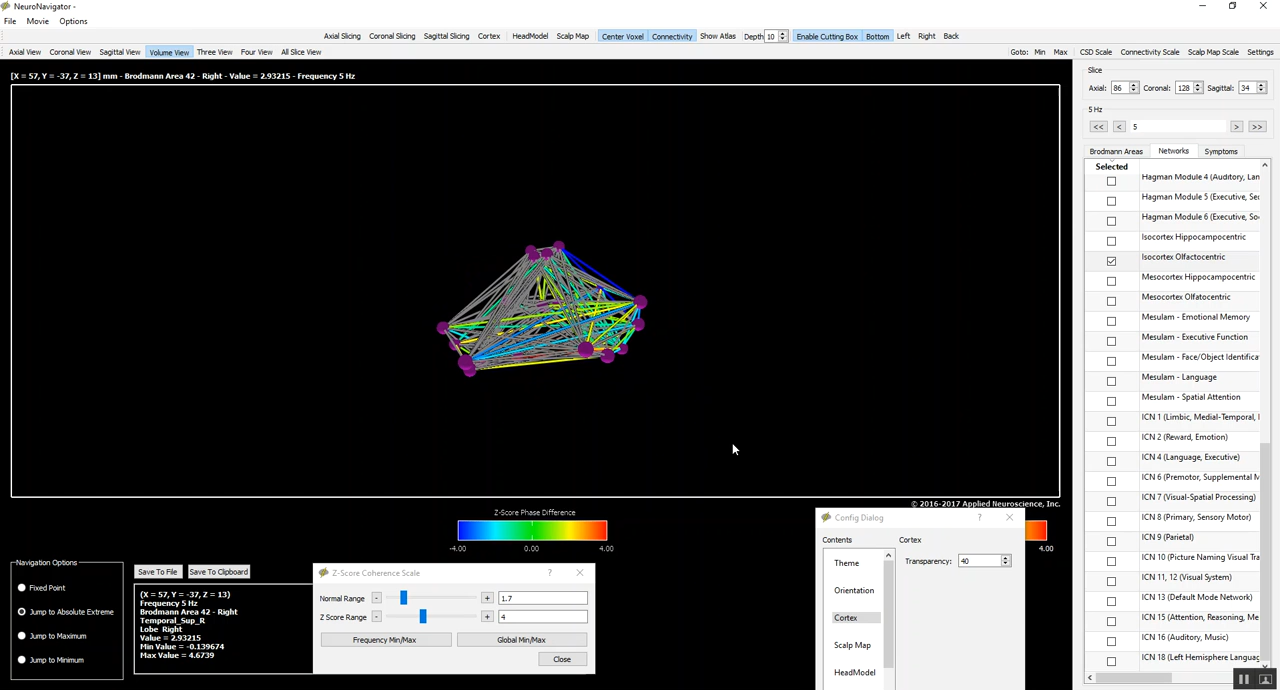 NeuroNavigator -
File Movie Options
Axial Slicing Coronal Slicing Sagittal Slicing Cortex HeadModel Scalp Map Center Voxel Connectivity Show Atlas Depth 10 Enable Cutting Box Bottom Left Right Back
Axial View Coronal View Sagittal View Volume View Three View Four View All Slice View Goto: Min Max CSD Scale Connectivity Scale Scalp Map Scale Settings
[X = 57, Y = -37, Z = 13] mm - Brodmann Area 42 - Right - Value = 2.93215 - Frequency 5 Hz
Slice
Axial: 86 Coronal: 128 Sagittal: 34
5 Hz
<< < 5 > >>
Brodmann Areas Networks Symptoms
Selected
Hagman Module 4 (Auditory, Lan
Hagman Module 5 (Executive, Se
Hagman Module 6 (Executive, So
Isocortex Hippocampocentric
Isocortex Olfactocentric
Mesocortex Hippocampocentric
Mesocortex Olfatocentric
Mesulam - Emotional Memory
Mesulam - Executive Function
Mesulam - Face/Object Identifica
Mesulam - Language
Mesulam - Spatial Attention
ICN 1 (Limbic, Medial-Temporal,
ICN 2 (Reward, Emotion)
ICN 4 (Language, Executive)
ICN 6 (Premotor, Supplemental M
ICN 7 (Visual-Spatial Processing)
ICN 8 (Primary, Sensory Motor)
ICN 9 (Parietal)
ICN 10 (Picture Naming Visual Tra
ICN 11, 12 (Visual System)
ICN 13 (Default Mode Network)
ICN 15 (Attention, Reasoning, Me
ICN 16 (Auditory, Music)
ICN 18 (Left Hemisphere Languag
© 2016-2017 Applied Neuroscience, Inc.
Z-Score Phase Difference
-4.00 0.00 4.00
4.00
Navigation Options
Fixed Point
Jump to Absolute Extreme
Jump to Maximum
Jump to Minimum
Save To File Save To Clipboard
(X = 57, Y = -37, Z = 13)
Frequency 5 Hz
Brodmann Area 42 - Right
Temporal_Sup_R
Lobe Right
Value = 2.93215
Min Value = -0.139674
Max Value = 4.6739
Z-Score Coherence Scale ?
Normal Range - + 1.7
Z Score Range - + 4
Frequency Min/Max Global Min/Max
Close
Config Dialog ?
Contents Cortex
Theme
Orientation
Cortex
Scalp Map
HeadModel
Transparency: 40